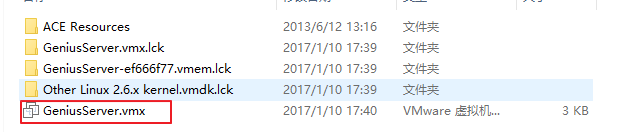 ACE Resources 2013/6/12 13:16 文件夹
GeniusServer.vmx.lck 2017/1/10 17:39 文件夹
GeniusServer-ef666f77.vmem.lck 2017/1/10 17:39 文件夹
Other Linux 2.6.x kernel.vmdk.lck 2017/1/10 17:39 文件夹
GeniusServer.vmx 2017/1/10 17:40 VMware 虚拟机... 3 KB